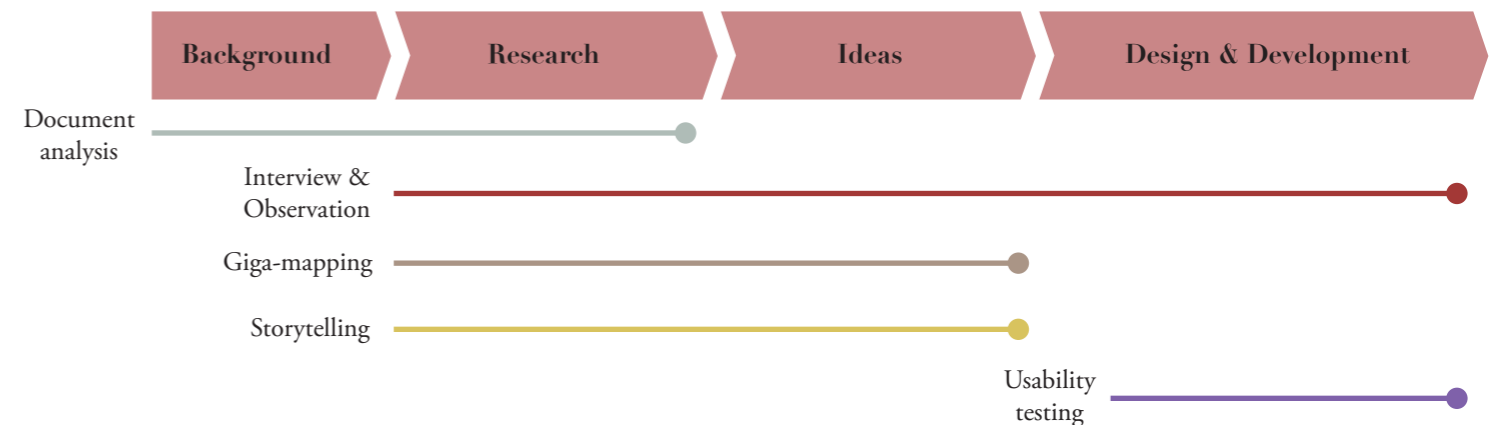 Background
Research
Ideas
Design & Development
Document
analysis
Interview &
Observation
Giga-mapping
Storytelling
Usability
testing